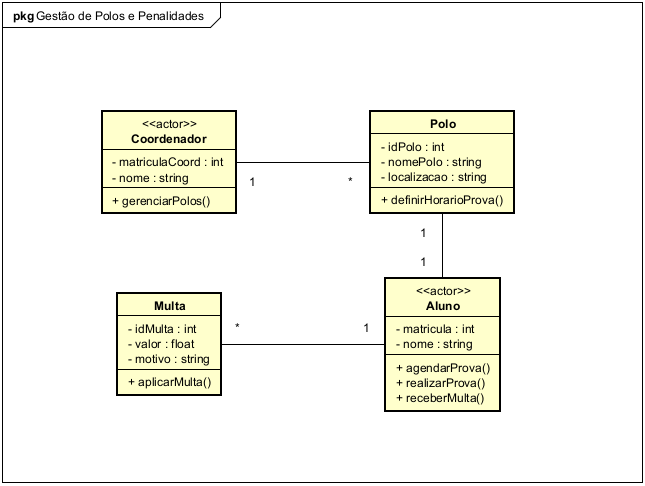 pkg Gestão de Polos e Penalidades
<<actor>>
Coordenador
- matriculaCoord : int
- nome : string
+ gerenciarPolos()
1
*
Polo
- idPolo : int
- nomePolo : string
- localizacao : string
+ definirHorarioProva()
1
1
<<actor>>
Aluno
- matricula : int
- nome : string
+ agendarProva()
+ realizarProva()
+ receberMulta()
Multa
- idMulta : int
- valor : float
- motivo : string
+ aplicarMulta()
*
1